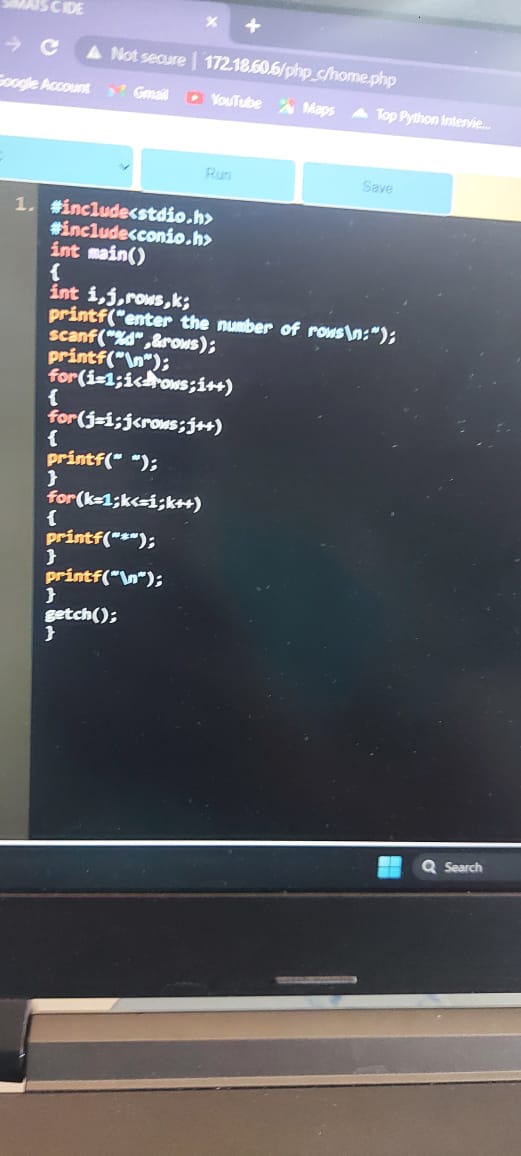 SIMATS C IDE
Not secure | 172.18.60.6/php_c/home.php
Google Account Gmail YouTube Maps Top Python Intervie...
Run Save
1. #include<stdio.h>
#include<conio.h>
int main()
{
int i,j,rows,k;
printf("enter the number of rows\n:");
scanf("%d",&rows);
printf("\n");
for(i=1;i<=rows;i++)
{
for(j=i;j<rows;j++)
{
printf(" ");
}
for(k=1;k<=i;k++)
{
printf("*");
}
printf("\n");
}
getch();
}
Search